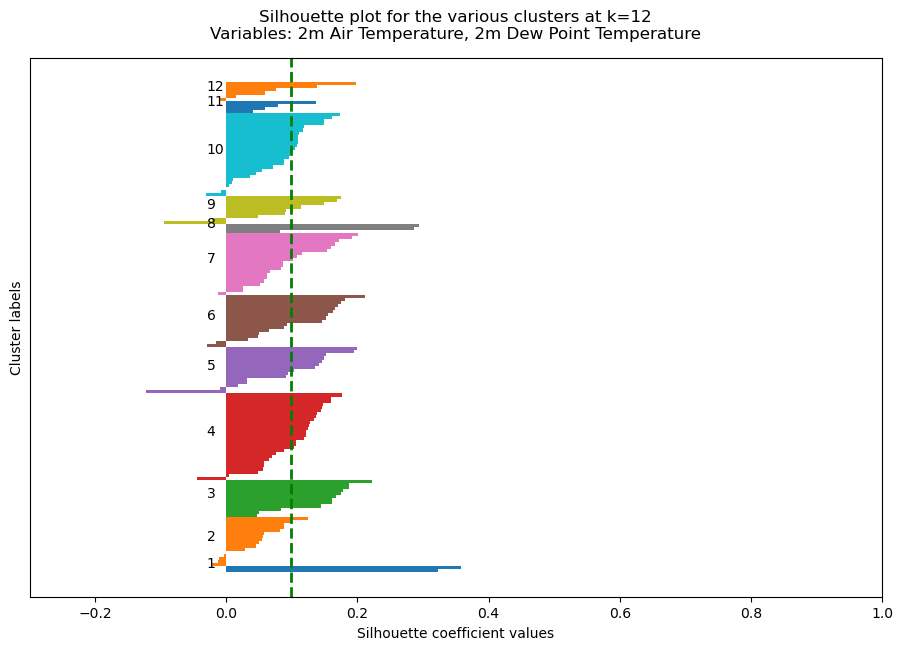 Silhouette plot for the various clusters at k=12
Variables: 2m Air Temperature, 2m Dew Point Temperature
Cluster labels
12
11
10
9
8
7
6
5
4
3
2
1
−0.2 0.0 0.2 0.4 0.6 0.8 1.0
Silhouette coefficient values